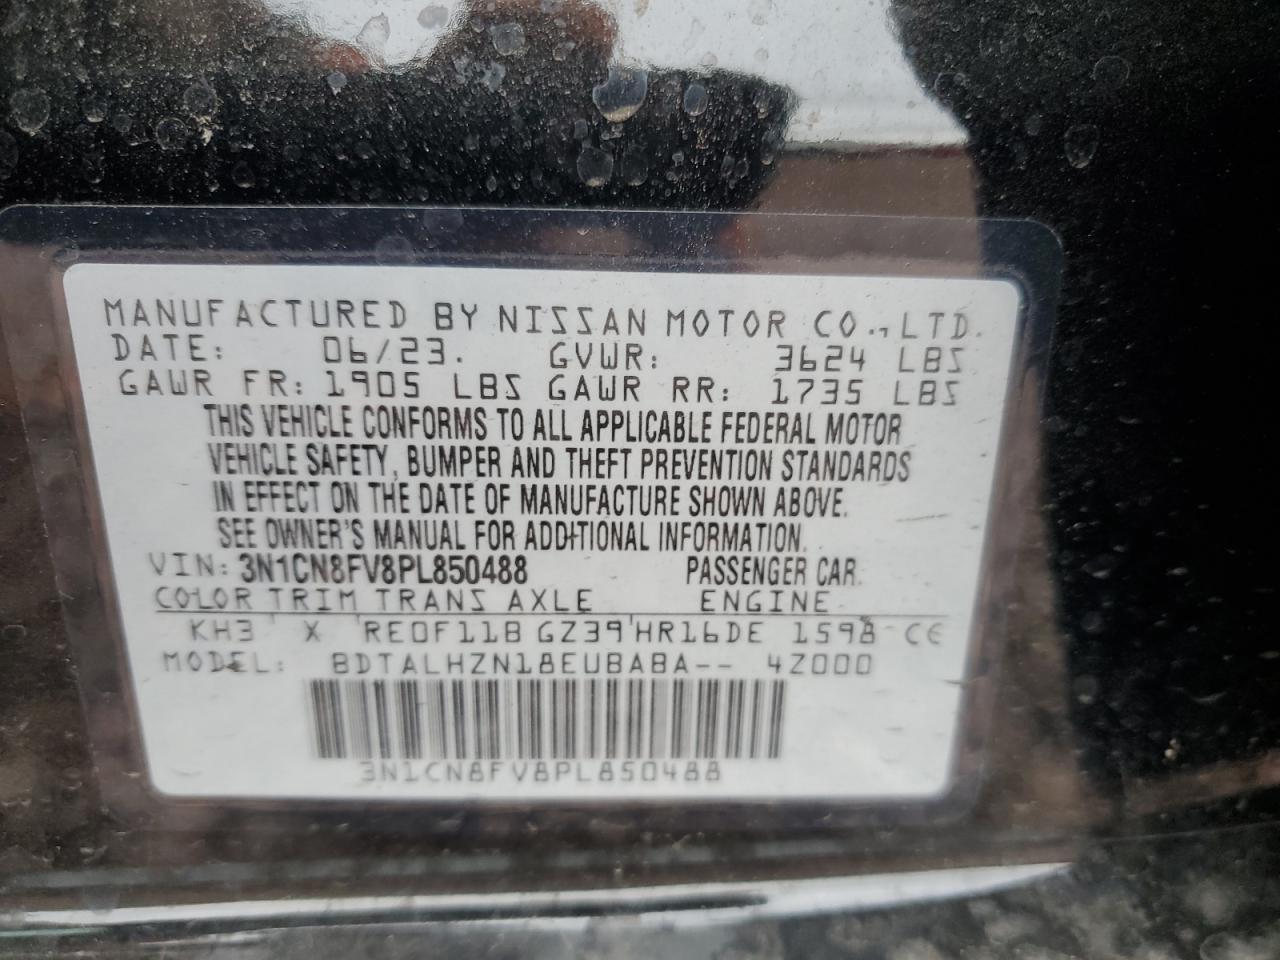 MANUFACTURED BY NISSAN MOTOR CO., LTD.
DATE: 06/23. GVWR: 3624 LBS
GAWR FR: 1905 LBS GAWR RR: 1735 LBS
THIS VEHICLE CONFORMS TO ALL APPLICABLE FEDERAL MOTOR
VEHICLE SAFETY, BUMPER AND THEFT PREVENTION STANDARDS
IN EFFECT ON THE DATE OF MANUFACTURE SHOWN ABOVE.
SEE OWNER'S MANUAL FOR ADDITIONAL INFORMATION.
VIN: 3N1CN8FV8PL850488 PASSENGER CAR
COLOR TRIM TRANS AXLE ENGINE
KH3 X RE0F11B GZ39 HR16DE 1598 CC
MODEL: BDTALHZN18EUBABA-- 4Z000
3N1CN8FV8PL850488